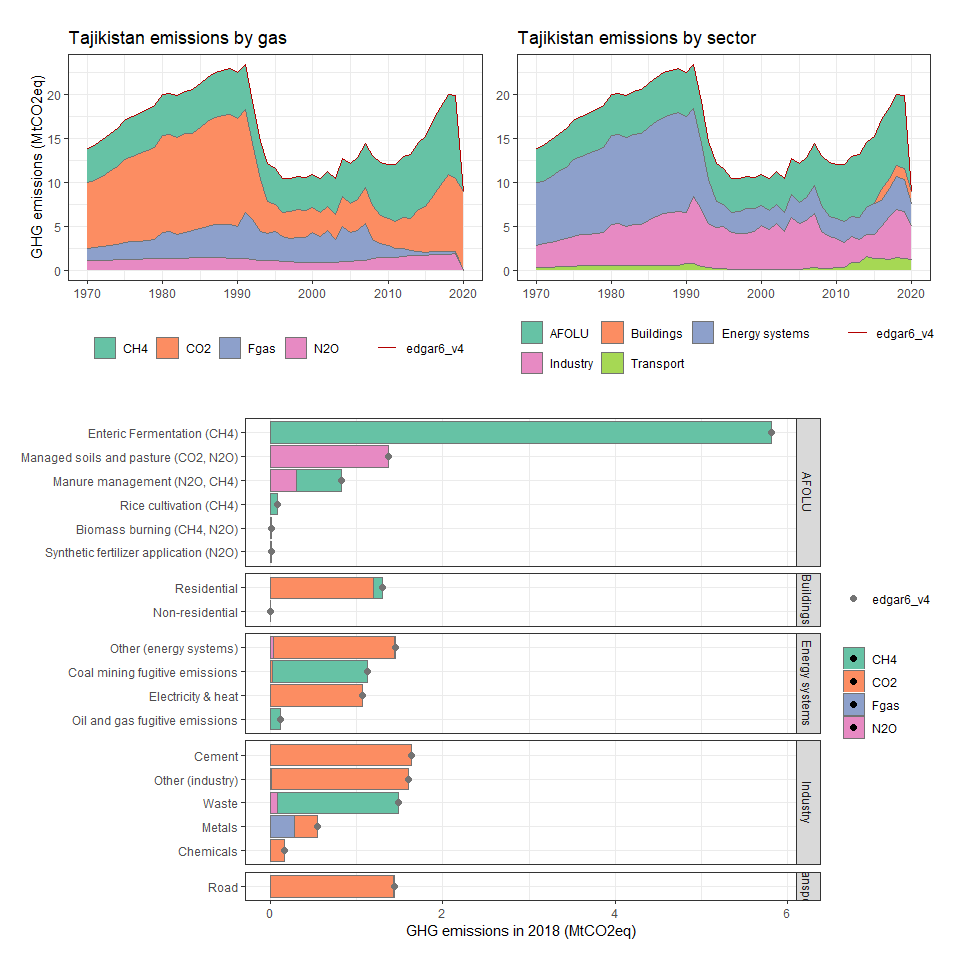 Tajikistan emissions by gas
GHG emissions (MtCO2eq)
20
15
10
5
0
1970 1980 1990 2000 2010 2020
CH4 CO2 Fgas N2O edgar6_v4
Tajikistan emissions by sector
20
15
10
5
0
1970 1980 1990 2000 2010 2020
AFOLU Buildings Energy systems edgar6_v4
Industry Transport
Enteric Fermentation (CH4)
Managed soils and pasture (CO2, N2O)
Manure management (N2O, CH4)
Rice cultivation (CH4)
Biomass burning (CH4, N2O)
Synthetic fertilizer application (N2O)
AFOLU
Residential
Non-residential
Buildings
Other (energy systems)
Coal mining fugitive emissions
Electricity & heat
Oil and gas fugitive emissions
Energy systems
Cement
Other (industry)
Waste
Metals
Chemicals
Industry
Road
anspo
0 2 4 6
GHG emissions in 2018 (MtCO2eq)
edgar6_v4
CH4
CO2
Fgas
N2O